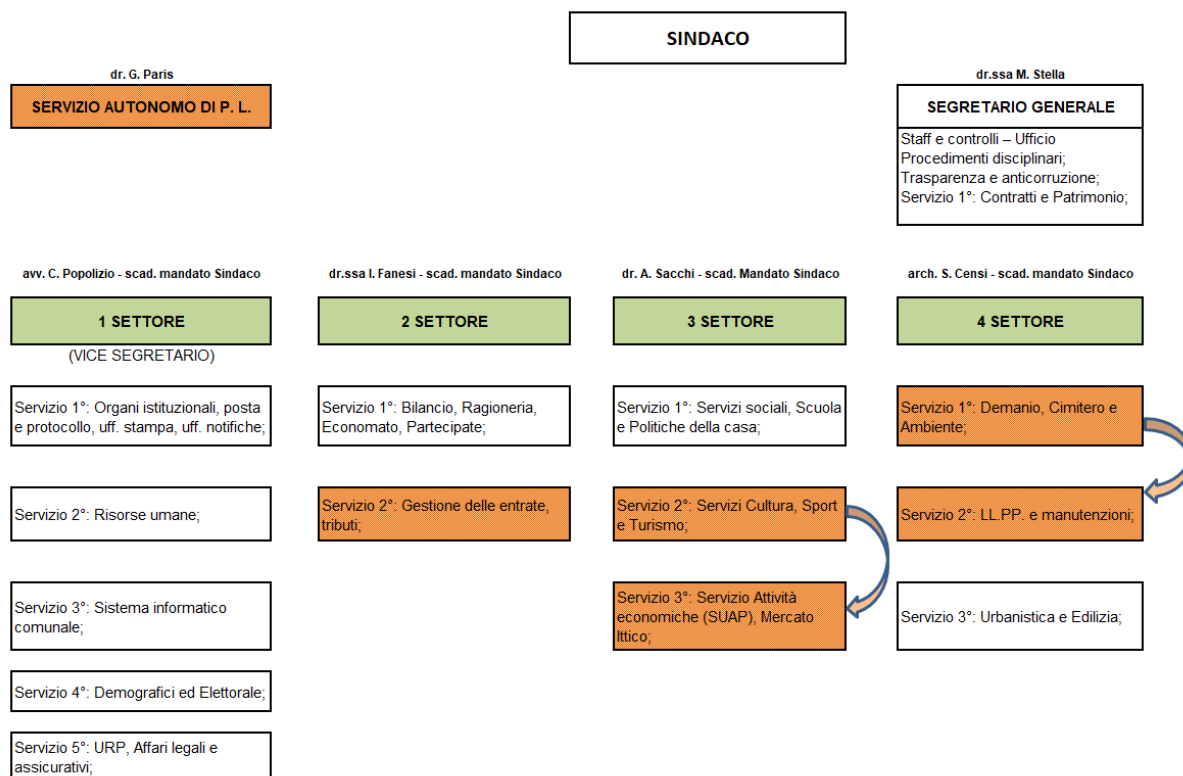 SINDACO
dr. G. Paris
SERVIZIO AUTONOMO DI P. L.
dr.ssa M. Stella
SEGRETARIO GENERALE
Staff e controlli – Ufficio
Procedimenti disciplinari;
Trasparenza e anticorruzione;
Servizio 1°: Contratti e Patrimonio;
avv. C. Popolizio - scad. mandato Sindaco
dr.ssa I. Fanesi - scad. mandato Sindaco
dr. A. Sacchi - scad. Mandato Sindaco
arch. S. Censi - scad. mandato Sindaco
1 SETTORE
2 SETTORE
3 SETTORE
4 SETTORE
(VICE SEGRETARIO)
Servizio 1°: Organi istituzionali, posta
e protocollo, uff. stampa, uff. notifiche;
Servizio 1°: Bilancio, Ragioneria,
Economato, Partecipate;
Servizio 1°: Servizi sociali, Scuola
e Politiche della casa;
Servizio 1°: Demanio, Cimitero e
Ambiente;
Servizio 2°: Risorse umane;
Servizio 2°: Gestione delle entrate,
tributi;
Servizio 2°: Servizi Cultura, Sport
e Turismo;
Servizio 2°: LL.PP. e manutenzioni;
Servizio 3°: Sistema informatico
comunale;
Servizio 3°: Servizio Attività
economiche (SUAP), Mercato
Ittico;
Servizio 3°: Urbanistica e Edilizia;
Servizio 4°: Demografici ed Elettorale;
Servizio 5°: URP, Affari legali e
assicurativi;